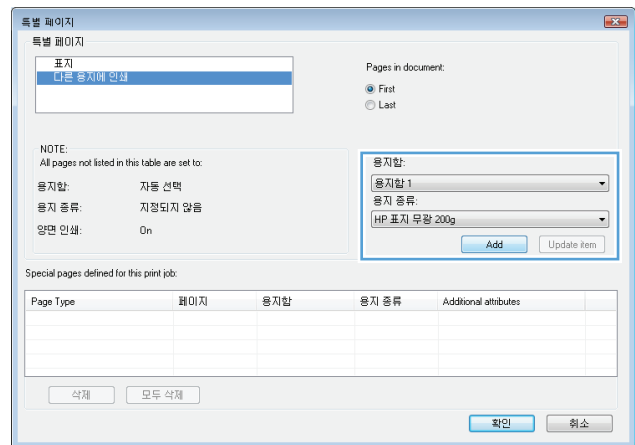 특별 페이지
특별 페이지
표지
다른 용지에 인쇄
Pages in document:
First
Last
NOTE:
All pages not listed in this table are set to:
용지함: 자동 선택
용지 종류: 지정되지 않음
양면 인쇄: On
용지함:
용지함 1
용지 종류:
HP 표지 무광 200g
Add Update item
Special pages defined for this print job:
Page Type 페이지 용지함 용지 종류 Additional attributes
삭제 모두 삭제
확인 취소